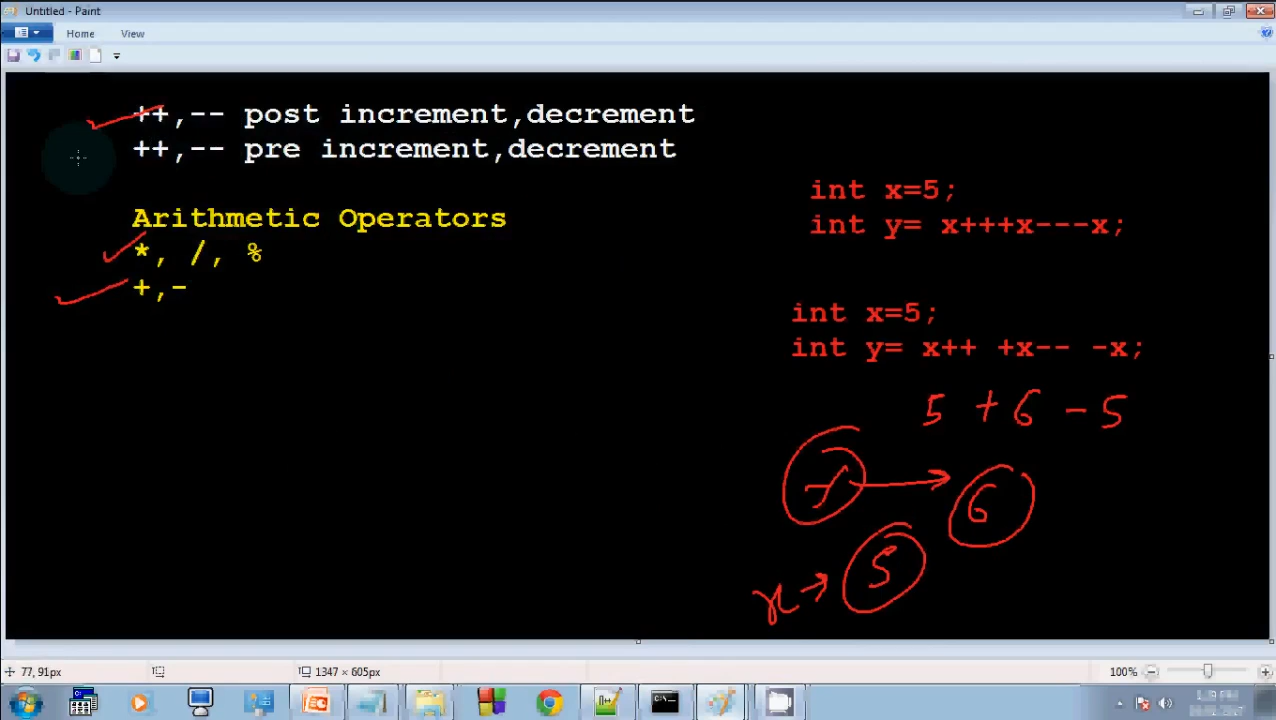 Untitled - Paint
Home View
++,-- post increment,decrement
++,-- pre increment,decrement
Arithmetic Operators
*, /, %
+,-
int x=5;
int y= x+++x---x;
int x=5;
int y= x++ +x-- -x;
5 + 6 - 5
6
x→ 5
77, 91px
1347 × 605px
100%